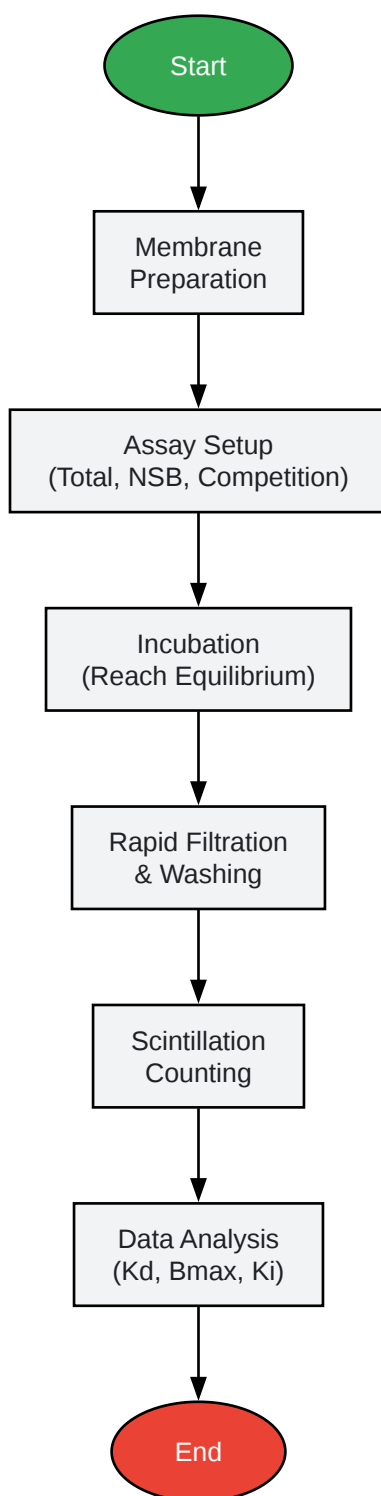 Start
Membrane
Preparation
Assay Setup
(Total, NSB, Competition)
Incubation
(Reach Equilibrium)
Rapid Filtration
& Washing
Scintillation
Counting
Data Analysis
(Kd, Bmax, Ki)
End